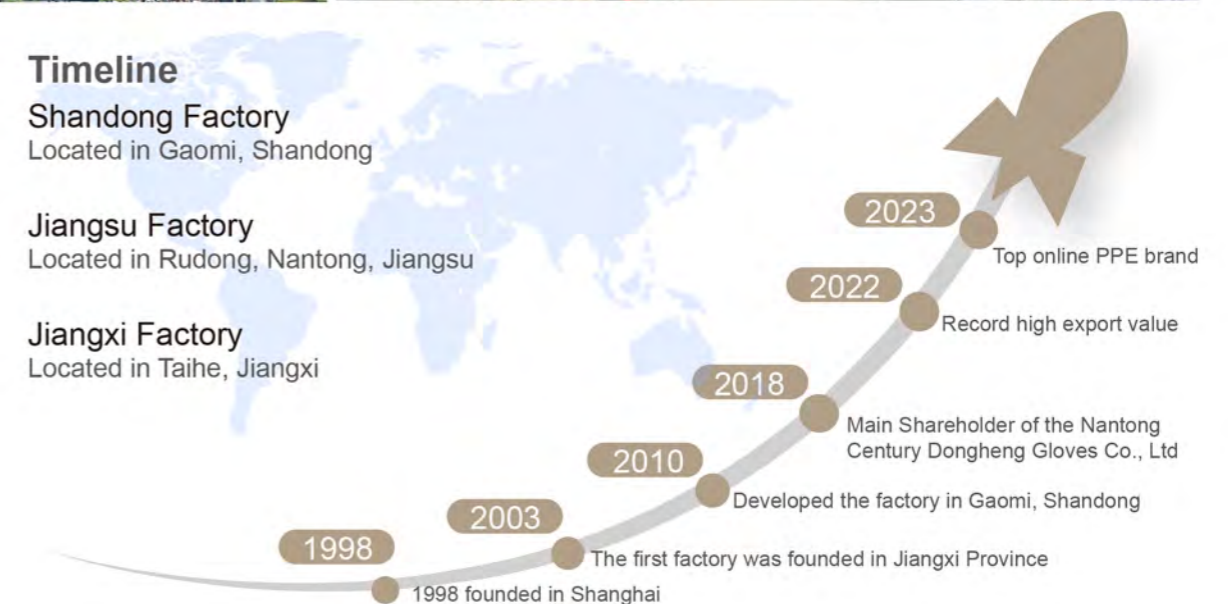 Timeline
Shandong Factory
Located in Gaomi, Shandong
Jiangsu Factory
Located in Rudong, Nantong, Jiangsu
Jiangxi Factory
Located in Taihe, Jiangxi
2023
Top online PPE brand
2022
Record high export value
2018
Main Shareholder of the Nantong
Century Dongheng Gloves Co., Ltd
2010
Developed the factory in Gaomi, Shandong
2003
The first factory was founded in Jiangxi Province
1998
1998 founded in Shanghai